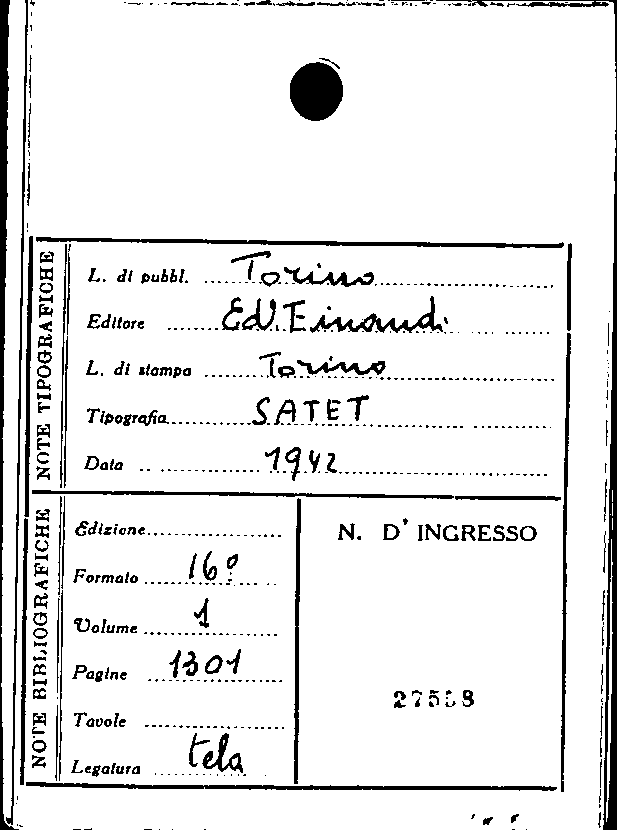 NOTE TIPOGRAFICHE
L. di pubbl. Torino
Editore Ed. Einaudi
L. di stampa Torino
Tipografia SATET
Data 1942
NOTE BIBLIOGRAFICHE
Edizione
Formato 16º
Volume 1
Pagine 1301
Tavole
Legatura tela
N. D'INGRESSO